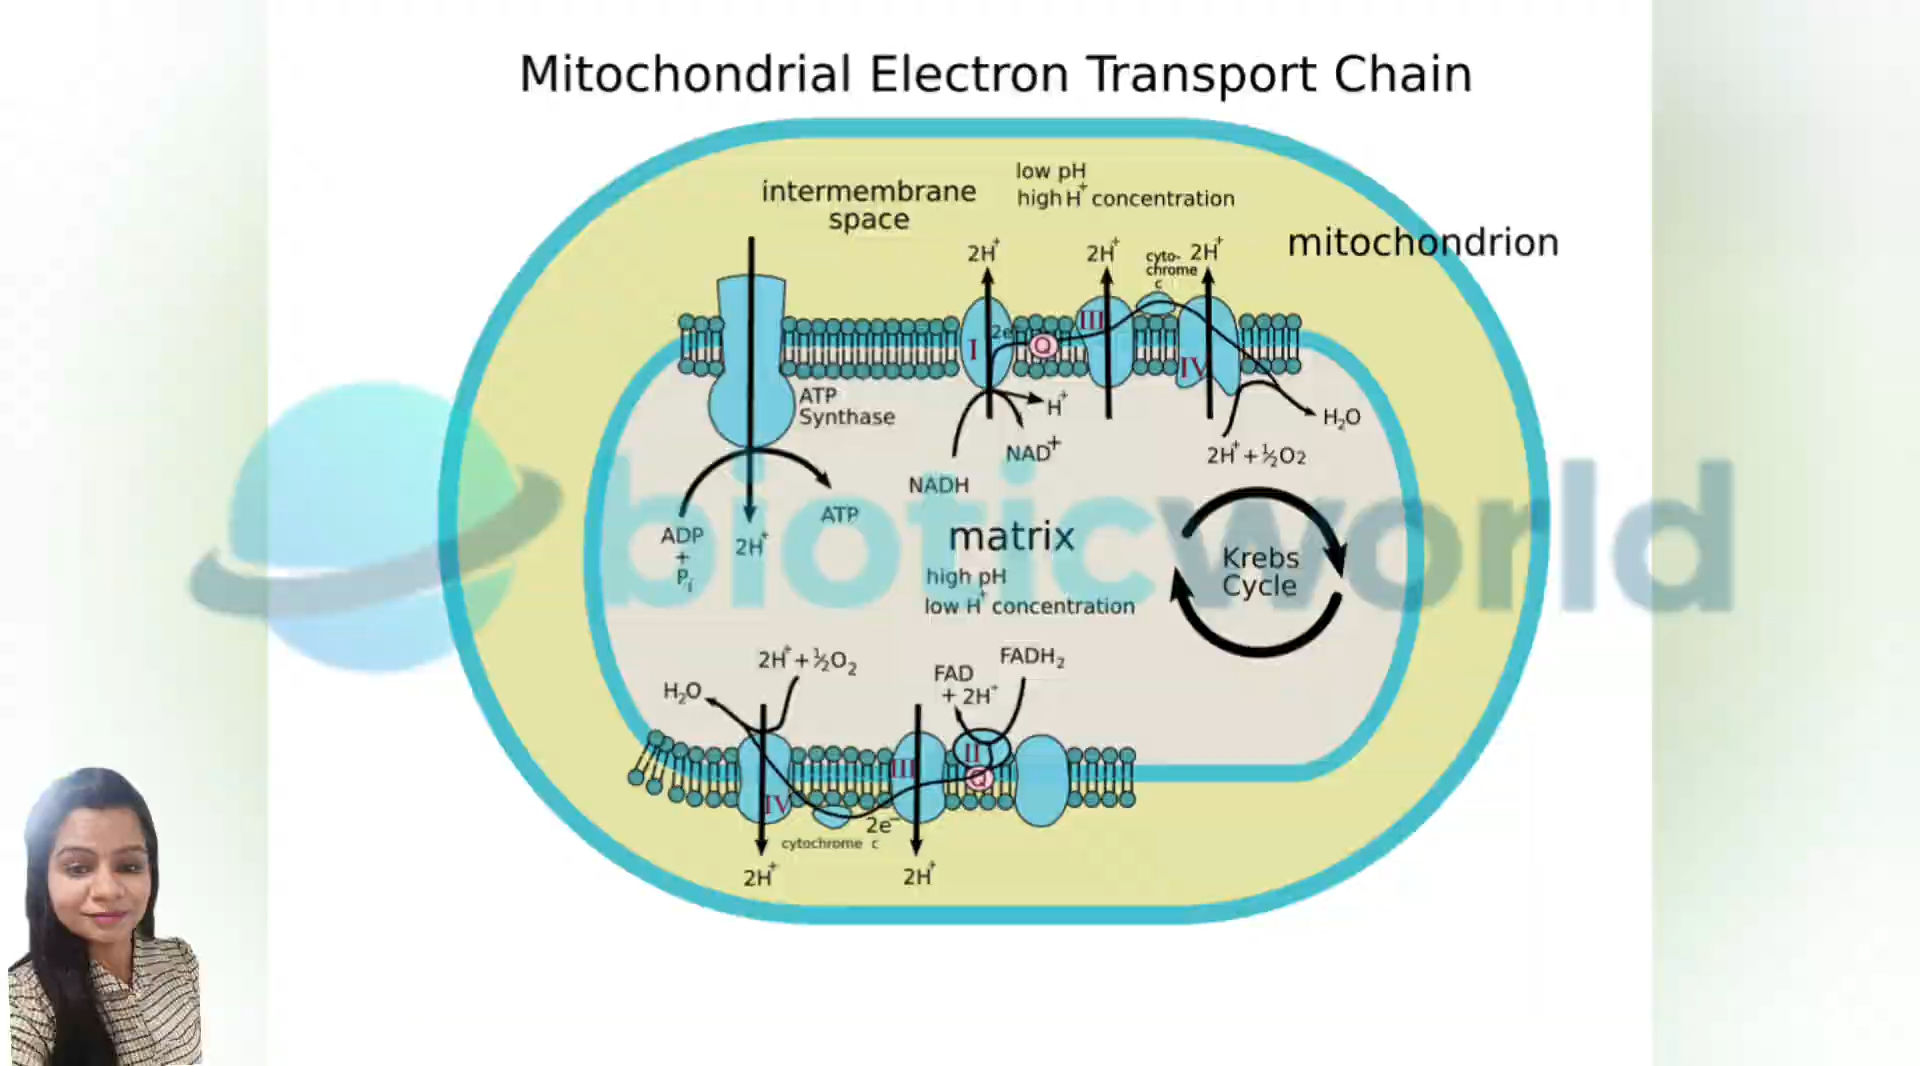 Mitochondrial Electron Transport Chain
low pH
high H⁺ concentration
intermembrane
space
mitochondrion
2H⁺
2H⁺
cyto-
chrome
c
2H⁺
I
2e⁻
Q
III
IV
ATP
Synthase
H⁺
NAD⁺
NADH
H₂O
2H⁺ + ½O2
ADP
+
Pᵢ
2H⁺
ATP
matrix
high pH
low H⁺ concentration
Krebs
Cycle
bioticworld
2H⁺ + ½O₂
H₂O
FAD
+ 2H⁺
FADH₂
II
Q
III
IV
2e⁻
cytochrome c
2H⁺
2H⁺